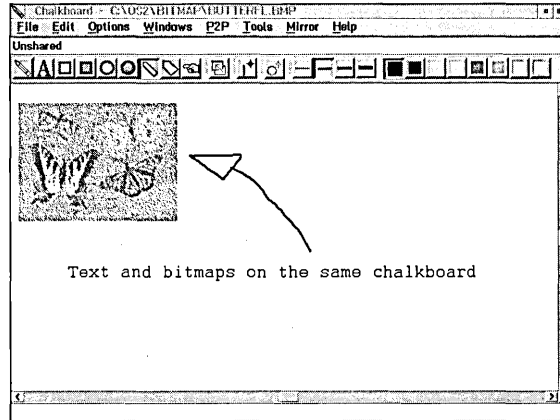 Chalkboard - C:\OS2\BITMAP\BUTTERFL.BMP
File Edit Options Windows P2P Tools Mirror Help
Unshared
A
Text and bitmaps on the same chalkboard